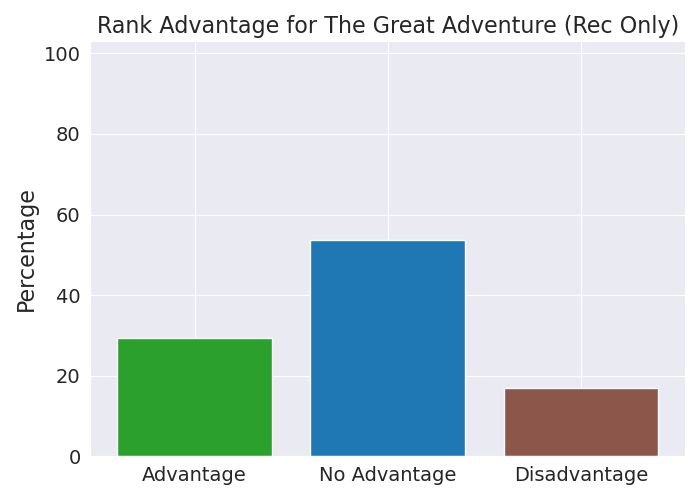 Rank Advantage for The Great Adventure (Rec Only)
100
80
60
40
20
0
Percentage
Advantage
No Advantage
Disadvantage